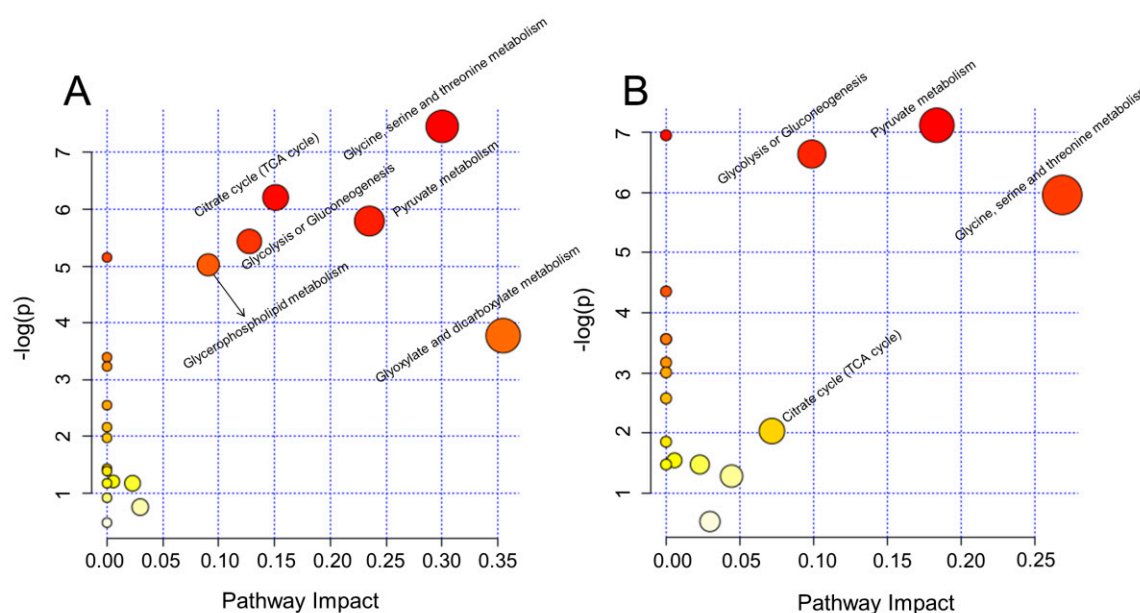 A
Glycine, serine and threonine metabolism
Citrate cycle (TCA cycle)
Glycolysis or Gluconeogenesis
Pyruvate metabolism
Glycerophospholipid metabolism
Glyoxylate and dicarboxylate metabolism
-log(p)
7
6
5
4
3
2
1
0.00 0.05 0.10 0.15 0.20 0.25 0.30 0.35
Pathway Impact
B
Glycolysis or Gluconeogenesis
Pyruvate metabolism
Glycine, serine and threonine metabolism
Citrate cycle (TCA cycle)
-log(p)
7
6
5
4
3
2
1
0.00 0.05 0.10 0.15 0.20 0.25
Pathway Impact